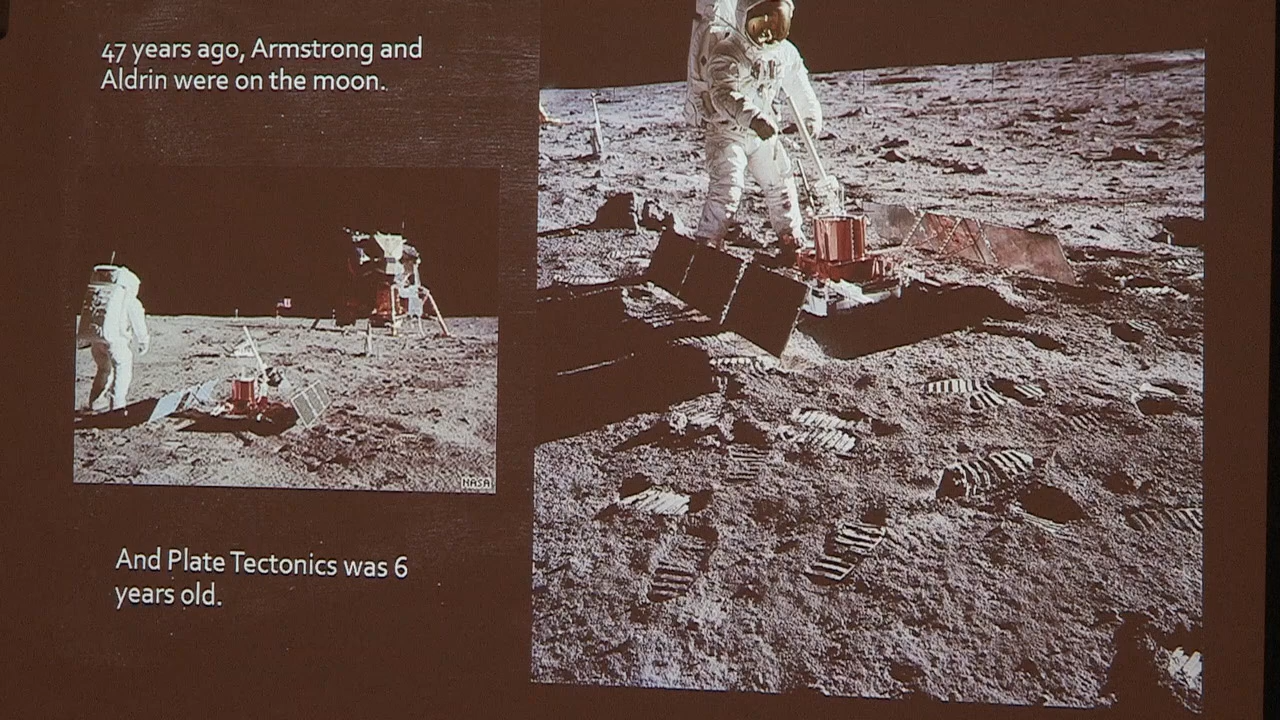 47 years ago, Armstrong and
Aldrin were on the moon.
NASA
And Plate Tectonics was 6
years old.